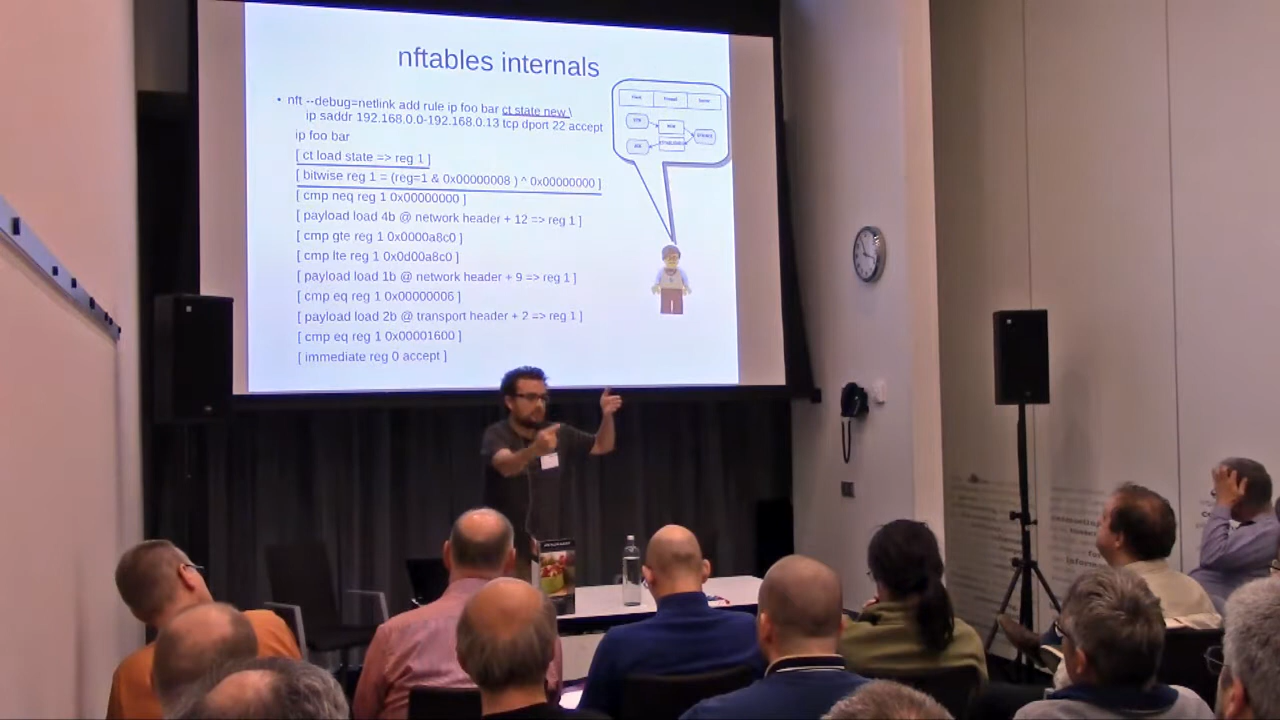 nftables internals
• nft --debug=netlink add rule ip foo bar ct state new \
ip saddr 192.168.0.0-192.168.0.13 tcp dport 22 accept
ip foo bar
[ ct load state => reg 1 ]
[ bitwise reg 1 = (reg=1 & 0x00000008 ) ^ 0x00000000 ]
[ cmp neq reg 1 0x00000000 ]
[ payload load 4b @ network header + 12 => reg 1 ]
[ cmp gte reg 1 0x0000a8c0 ]
[ cmp lte reg 1 0x0d00a8c0 ]
[ payload load 1b @ network header + 9 => reg 1 ]
[ cmp eq reg 1 0x00000006 ]
[ payload load 2b @ transport header + 2 => reg 1 ]
[ cmp eq reg 1 0x00001600 ]
[ immediate reg 0 accept ]